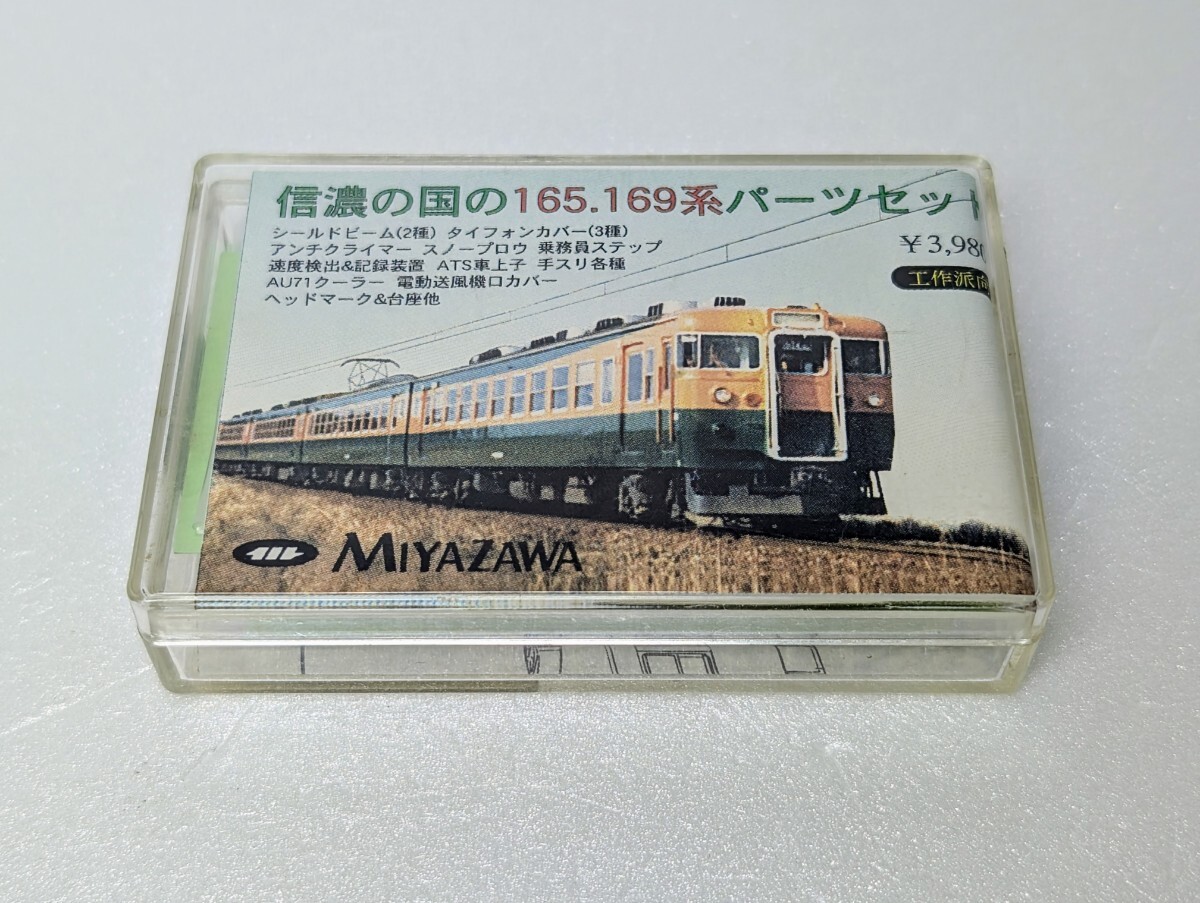 信濃の国の165.169系パーツセット
シールドビーム(2種) タイフォンカバー(3種)
アンチクライマー スノープロウ 乗務員ステップ
速度検出&記録装置 ATS車上子 手スリ各種
AU71クーラー 電動送風機口カバー
ヘッドマーク&台座他
¥3,980
工作派向
MIYAZAWA